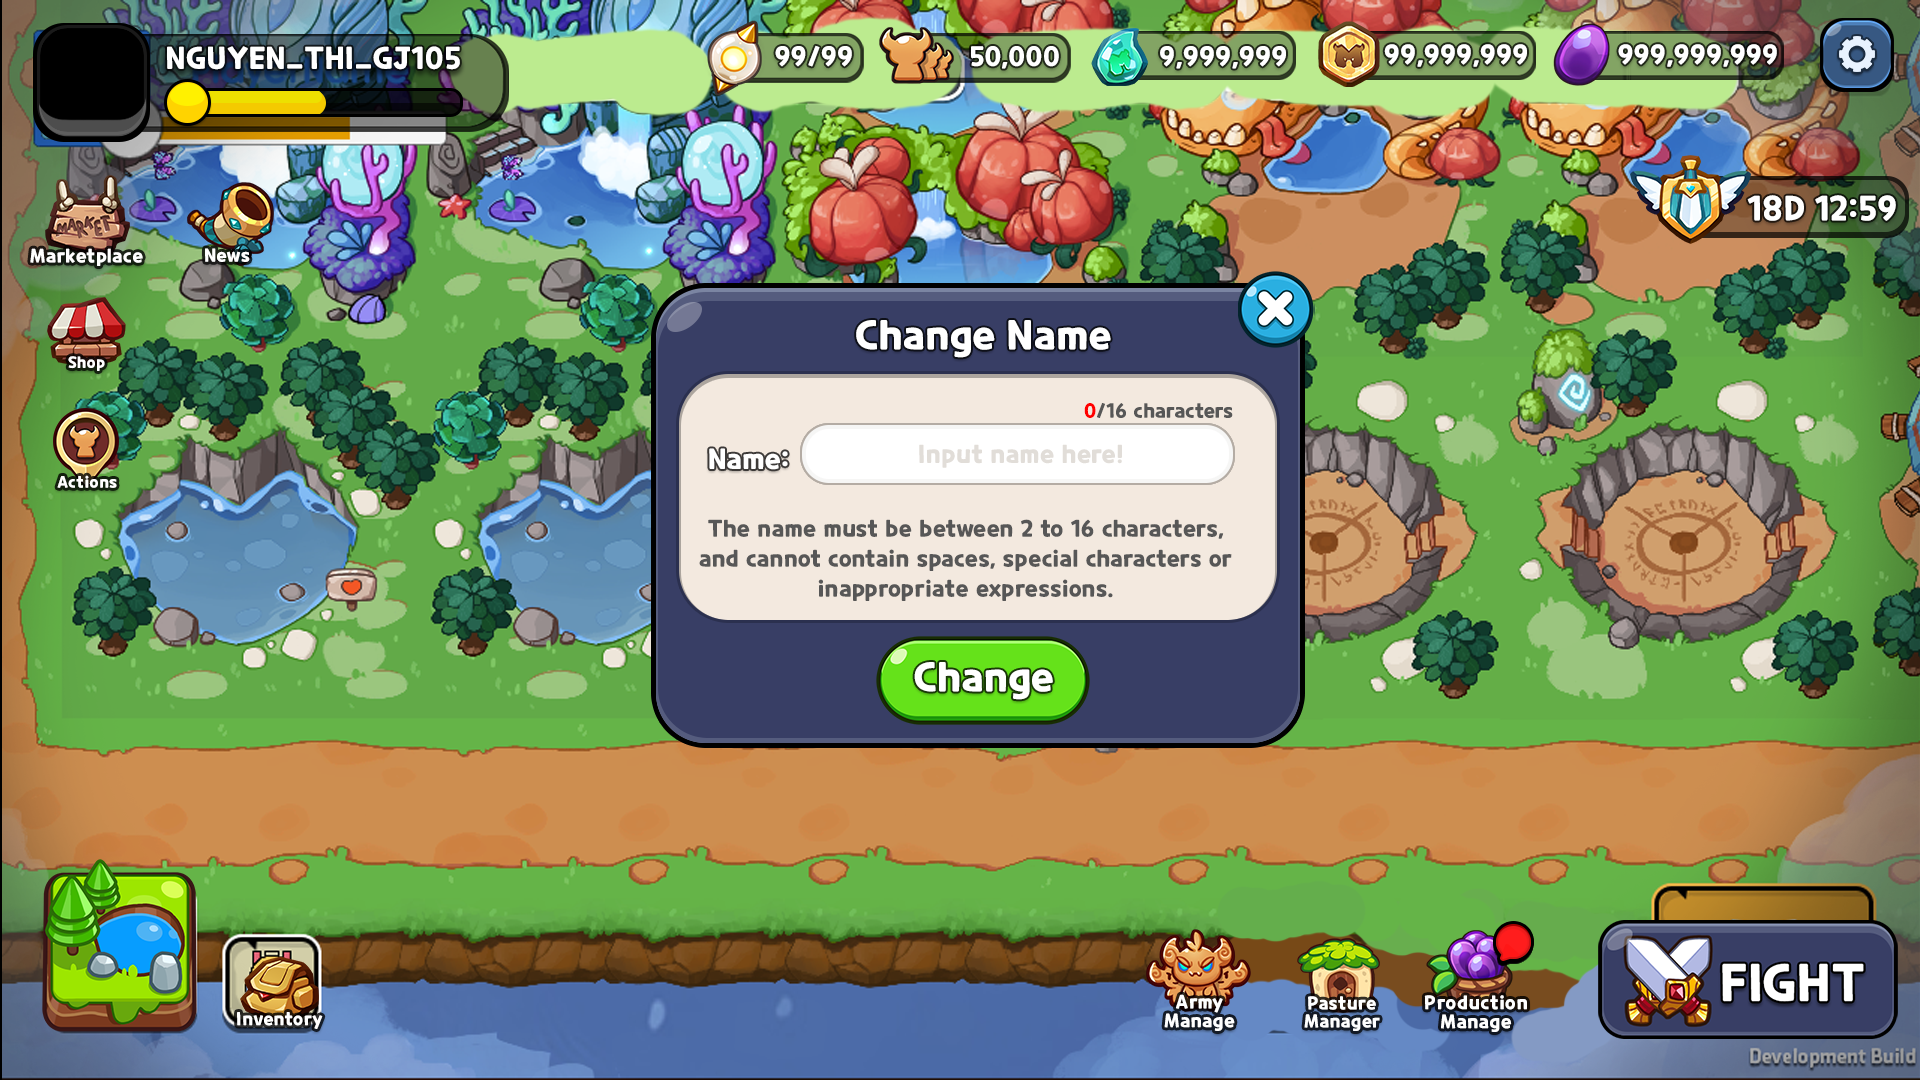 NGUYEN_THI_GJ105
99/99
50,000
9,999,999
99,999,999
999,999,999
MARKET
Marketplace
News
18D 12:59
Shop
Actions
Change Name
0/16 characters
Name:
Input name here!
The name must be between 2 to 16 characters,
and cannot contain spaces, special characters or
inappropriate expressions.
Change
Inventory
Army
Manage
Pasture
Manager
Production
Manage
FIGHT
Development Build